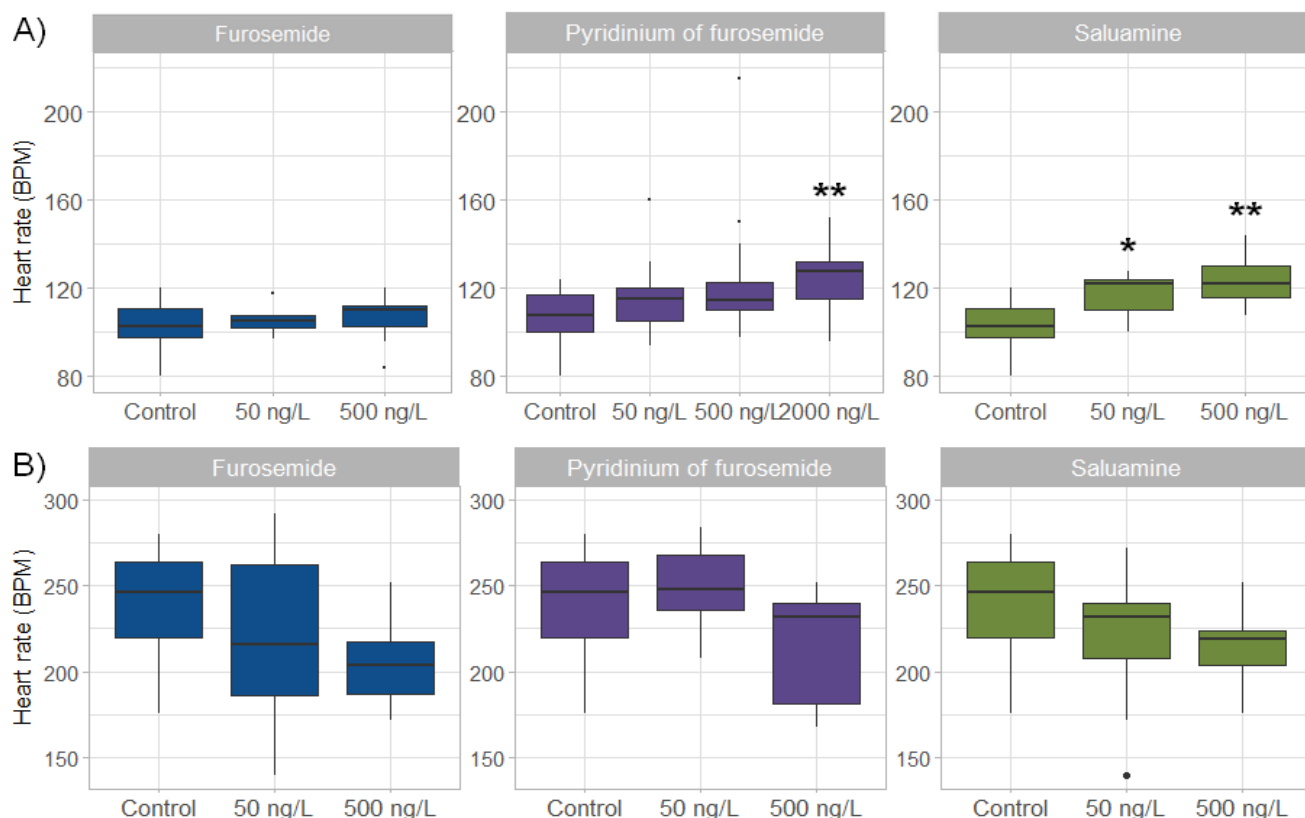 A)
Furosemide
Pyridinium of furosemide
Saluamine
Heart rate (BPM)
200
160
120
80
200
160
120
80
200
160
120
80
**
*
**
Control 50 ng/L 500 ng/L
Control 50 ng/L 500 ng/L 2000 ng/L
Control 50 ng/L 500 ng/L
B)
Furosemide
Pyridinium of furosemide
Saluamine
Heart rate (BPM)
300
250
200
150
300
250
200
150
300
250
200
150
Control 50 ng/L 500 ng/L
Control 50 ng/L 500 ng/L
Control 50 ng/L 500 ng/L